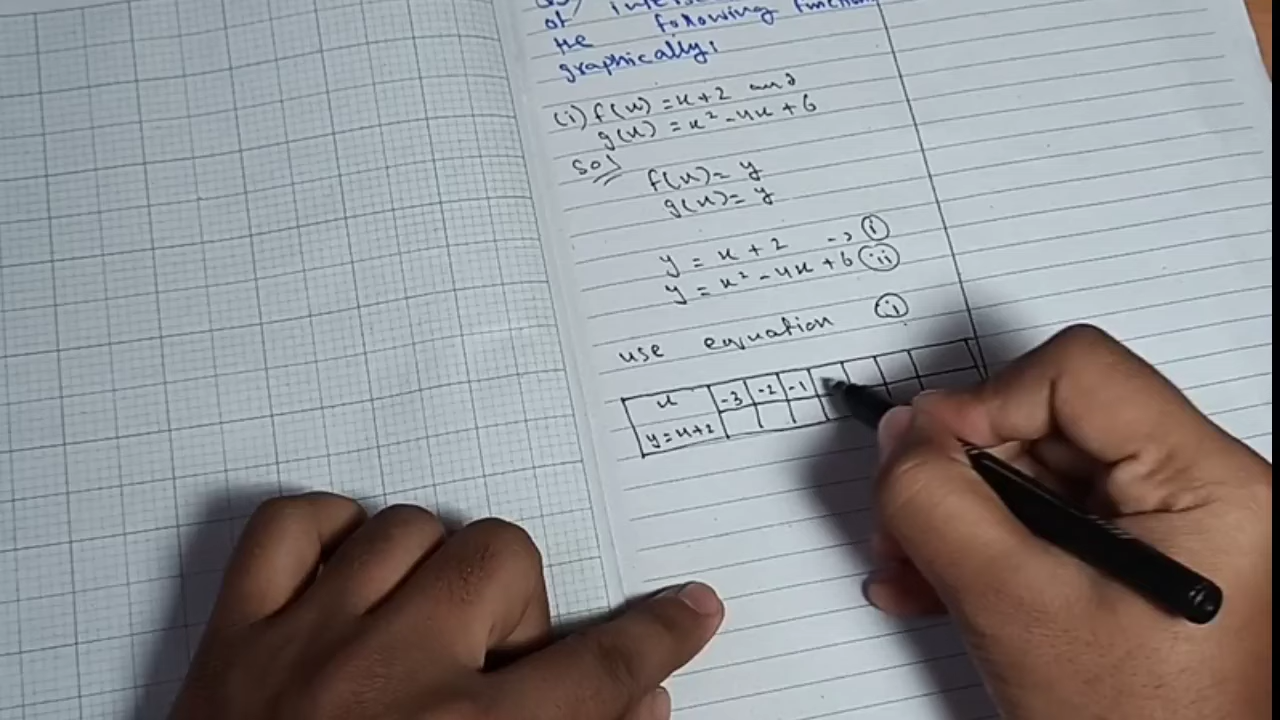 of
the following function
graphically:
(i) f(x) = x+2 and
g(x) = x² - 4x + 6
Sol
f(x) = y
g(x) = y
y = x + 2 -> (i)
y = x² - 4x + 6 (ii)
use equation (i)
x -3 -2 -1
y = x+2